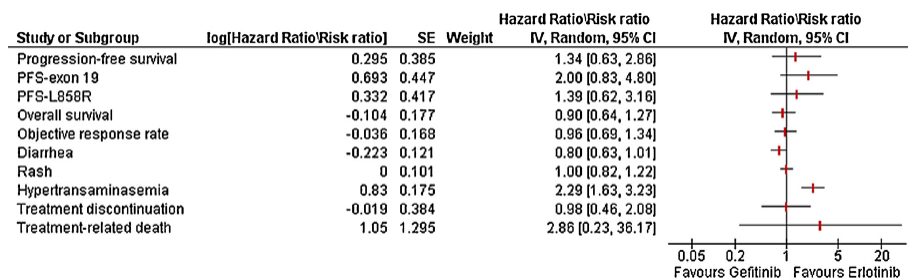 Hazard Ratio\Risk ratio Hazard Ratio\Risk ratio
Study or Subgroup log[Hazard Ratio\Risk ratio] SE Weight IV, Random, 95% CI IV, Random, 95% CI
Progression-free survival 0.295 0.385 1.34 [0.63, 2.86]
PFS-exon 19 0.693 0.447 2.00 [0.83, 4.80]
PFS-L858R 0.332 0.417 1.39 [0.62, 3.16]
Overall survival -0.104 0.177 0.90 [0.64, 1.27]
Objective response rate -0.036 0.168 0.96 [0.69, 1.34]
Diarrhea -0.223 0.121 0.80 [0.63, 1.01]
Rash 0 0.101 1.00 [0.82, 1.22]
Hypertransaminasemia 0.83 0.175 2.29 [1.63, 3.23]
Treatment discontinuation -0.019 0.384 0.98 [0.46, 2.08]
Treatment-related death 1.05 1.295 2.86 [0.23, 36.17]
0.05 0.2 1 5 20
Favours Gefitinib Favours Erlotinib